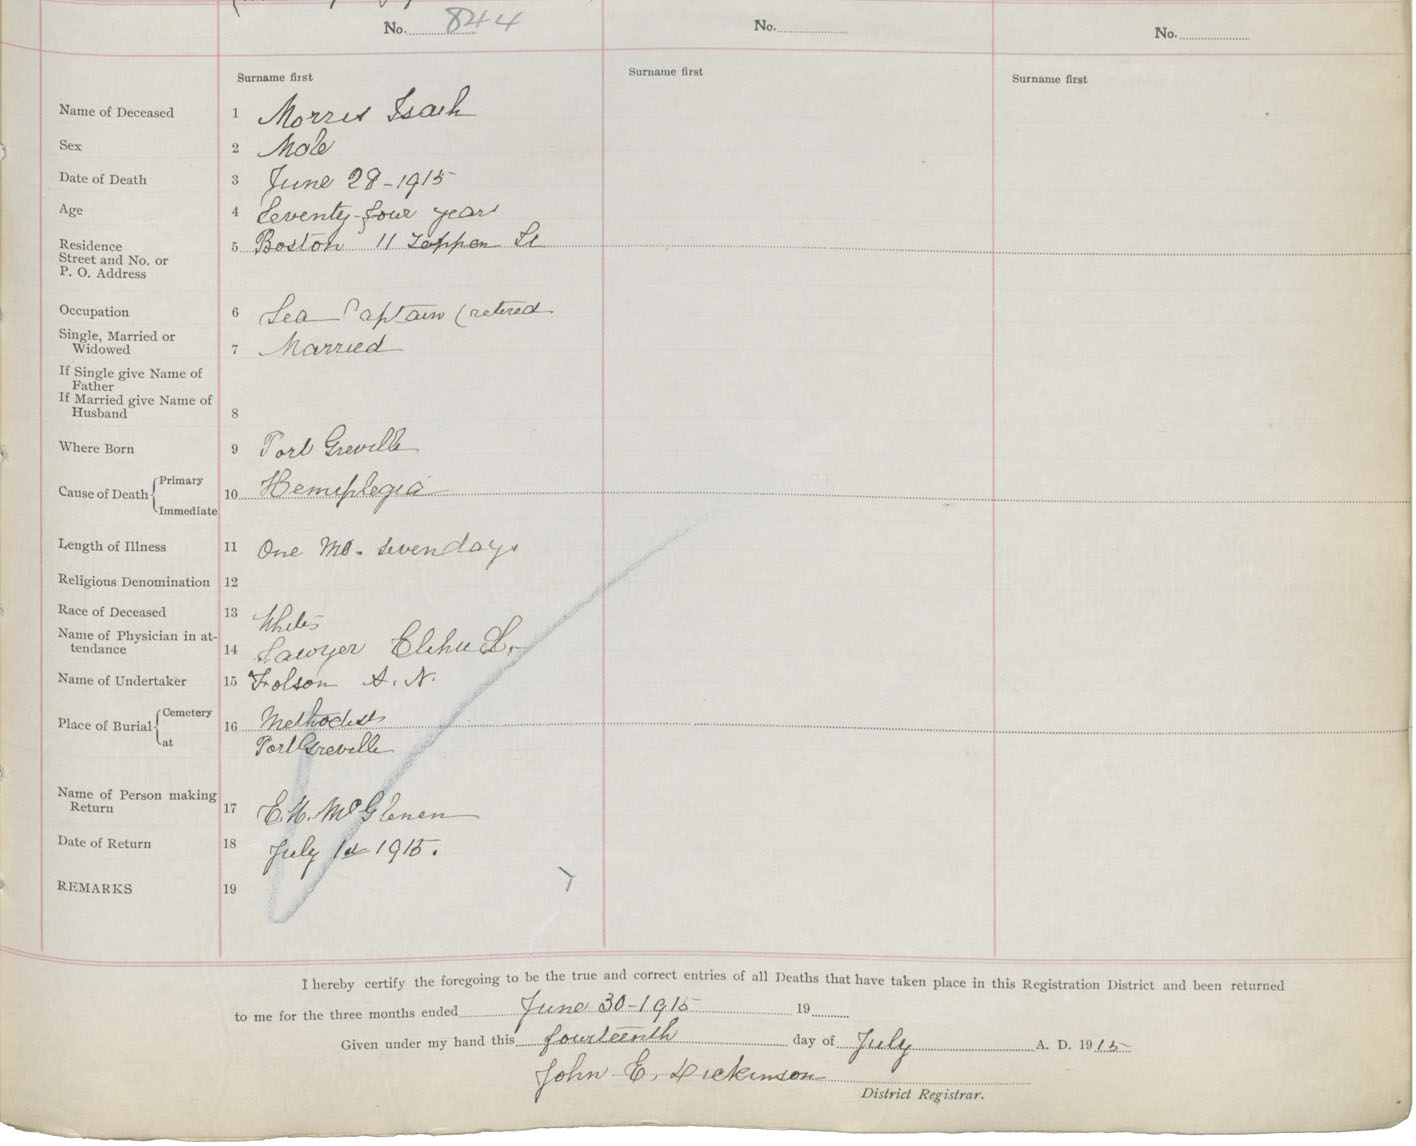 No. 844
No.
No.
Surname first
Surname first
Surname first
Name of Deceased 1 Morris Isaih
Sex 2 Male
Date of Death 3 June 28-1915
Age 4 Seventy-four years
Residence 5 Boston 11 Tappen St
Street and No. or
P. O. Address
Occupation 6 Sea Captain (retired
Single, Married or
Widowed 7 Married
If Single give Name of
Father
If Married give Name of
Husband 8
Where Born 9 Port Greville
Cause of Death Primary 10 Hemiplegia
Immediate
Length of Illness 11 One Mo. seven days
Religious Denomination 12
Race of Deceased 13 White
Name of Physician in at-
tendance 14 Sawyer Elihu L.
Name of Undertaker 15 Folson A. N.
Place of Burial Cemetery 16 Methodist
at Port Greville
Name of Person making
Return 17 E. H. McGlenen
Date of Return 18 July 1st 1915.
REMARKS 19
I hereby certify the foregoing to be the true and correct entries of all Deaths that have taken place in this Registration District and been returned
to me for the three months ended June 30-1915 19
Given under my hand this fourteenth day of July A. D. 1915
John E. Dickinson
District Registrar.